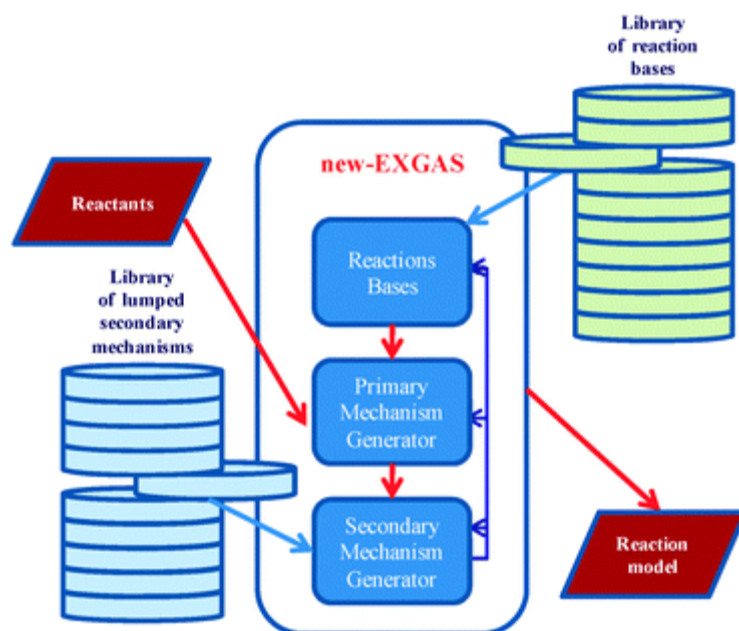 Library
of reaction
bases
new-EXGAS
Reactants
Reactions
Bases
Library
of lumped
secondary
mechanisms
Primary
Mechanism
Generator
Secondary
Mechanism
Generator
Reaction
model